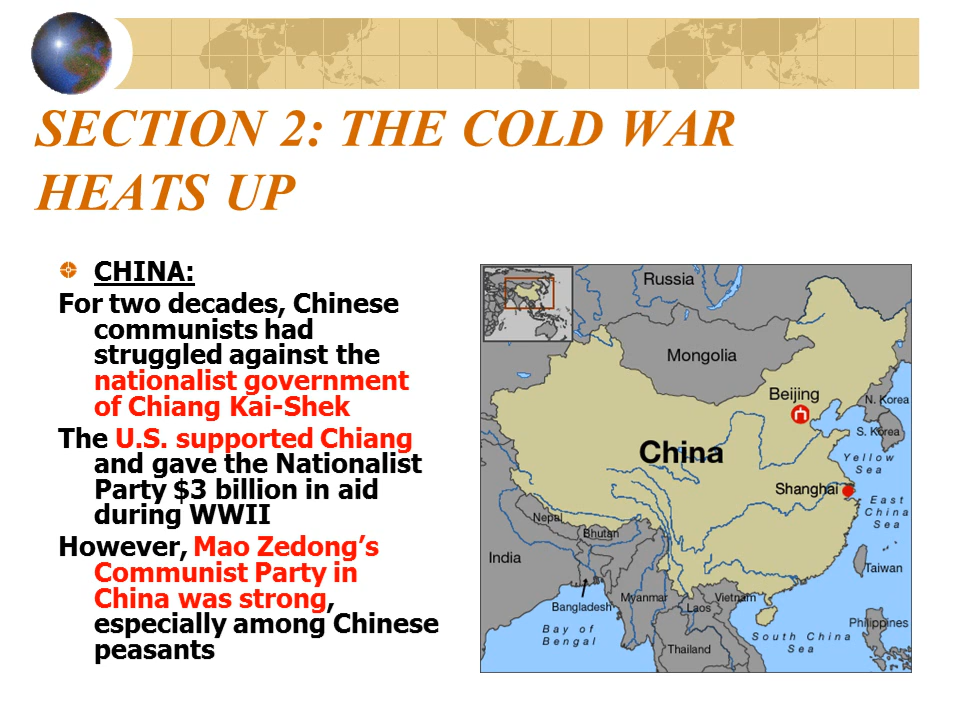 SECTION 2: THE COLD WAR
HEATS UP
CHINA:
For two decades, Chinese
communists had
struggled against the
nationalist government
of Chiang Kai-Shek
The U.S. supported Chiang
and gave the Nationalist
Party $3 billion in aid
during WWII
However, Mao Zedong’s
Communist Party in
China was strong,
especially among Chinese
peasants
Russia
Mongolia
Beijing
N. Korea
S. Korea
China
Yellow
Sea
Shanghai
East
China
Sea
Nepal
Bhutan
India
Taiwan
Bangladesh
Myanmar
Laos
Vietnam
Bay of
Bengal
Thailand
South China
Sea
Philippines